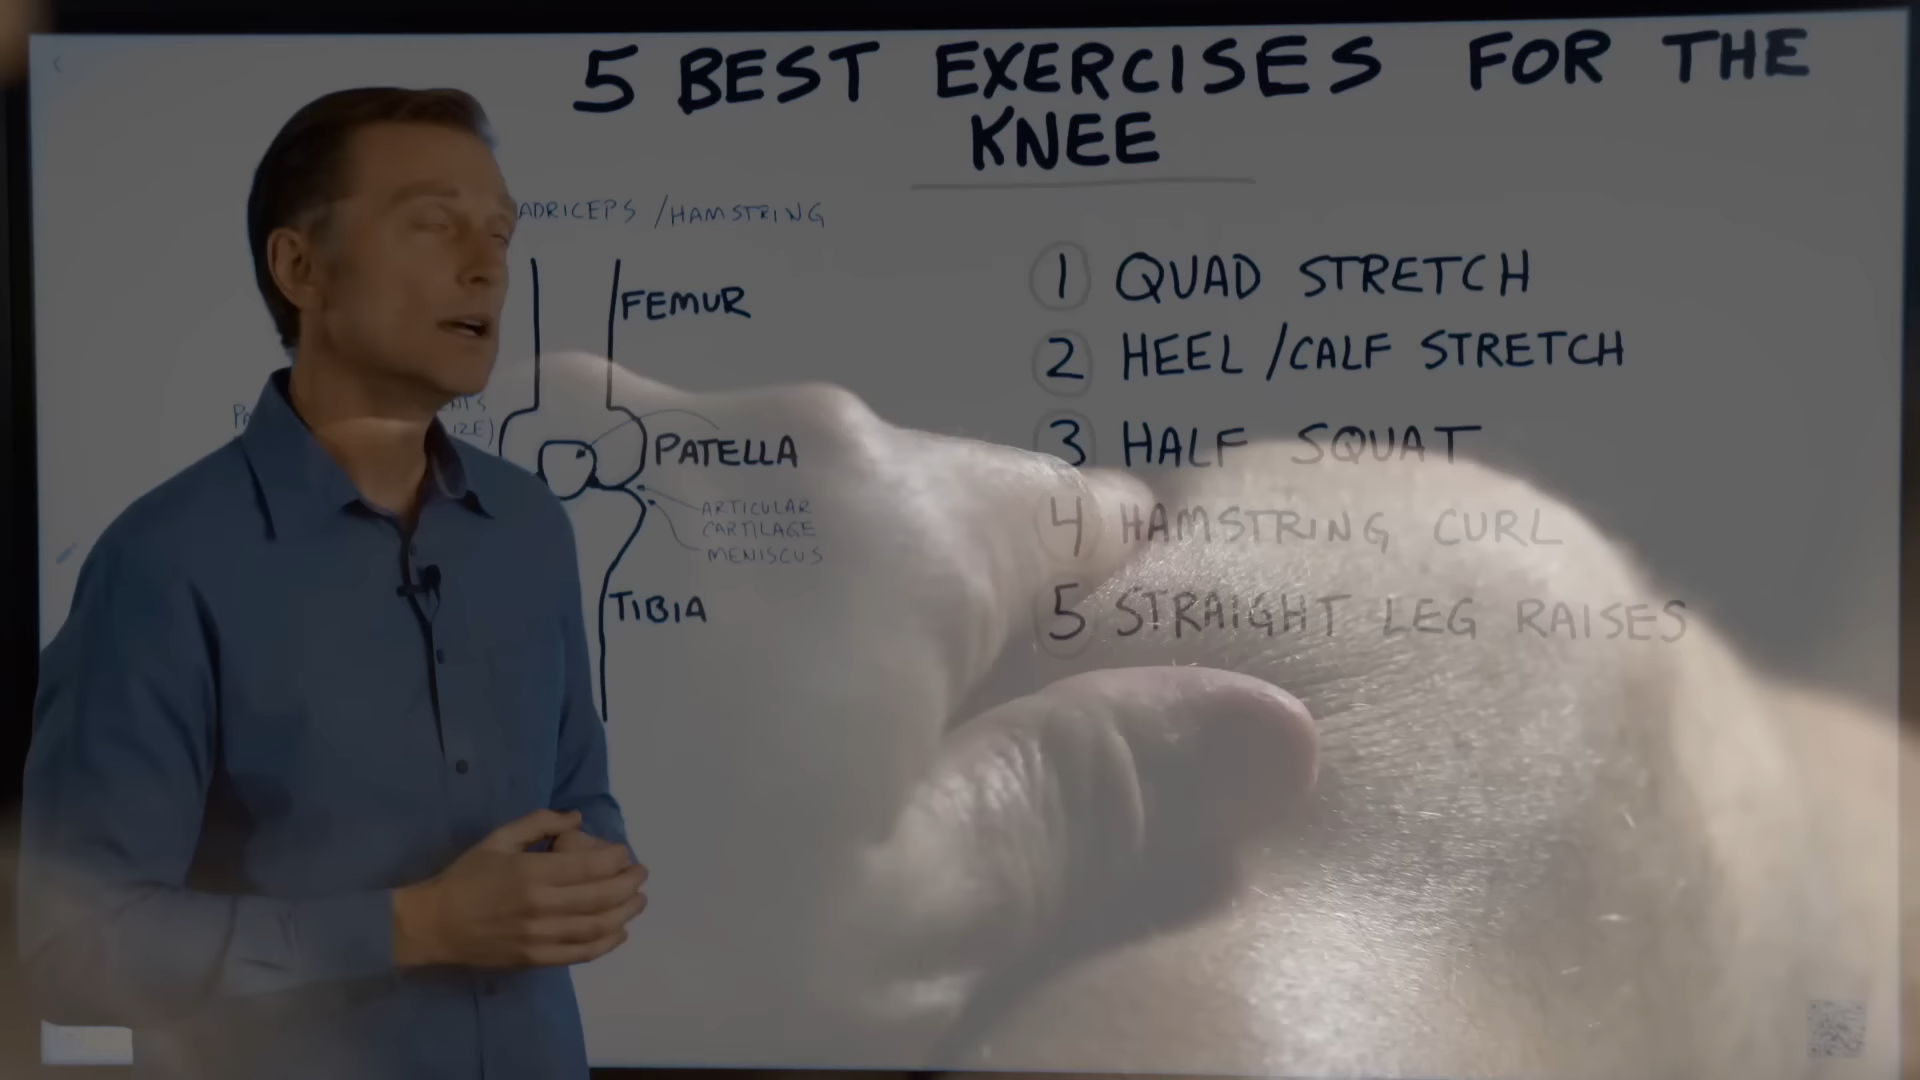 5 BEST EXERCISES FOR THE
KNEE
ADRICEPS / HAMSTRING
FEMUR
PATELLA
ARTICULAR
CARTILAGE
MENISCUS
TIBIA
1 QUAD STRETCH
2 HEEL / CALF STRETCH
3 HALF SQUAT
4 HAMSTRING CURL
5 STRAIGHT LEG RAISES